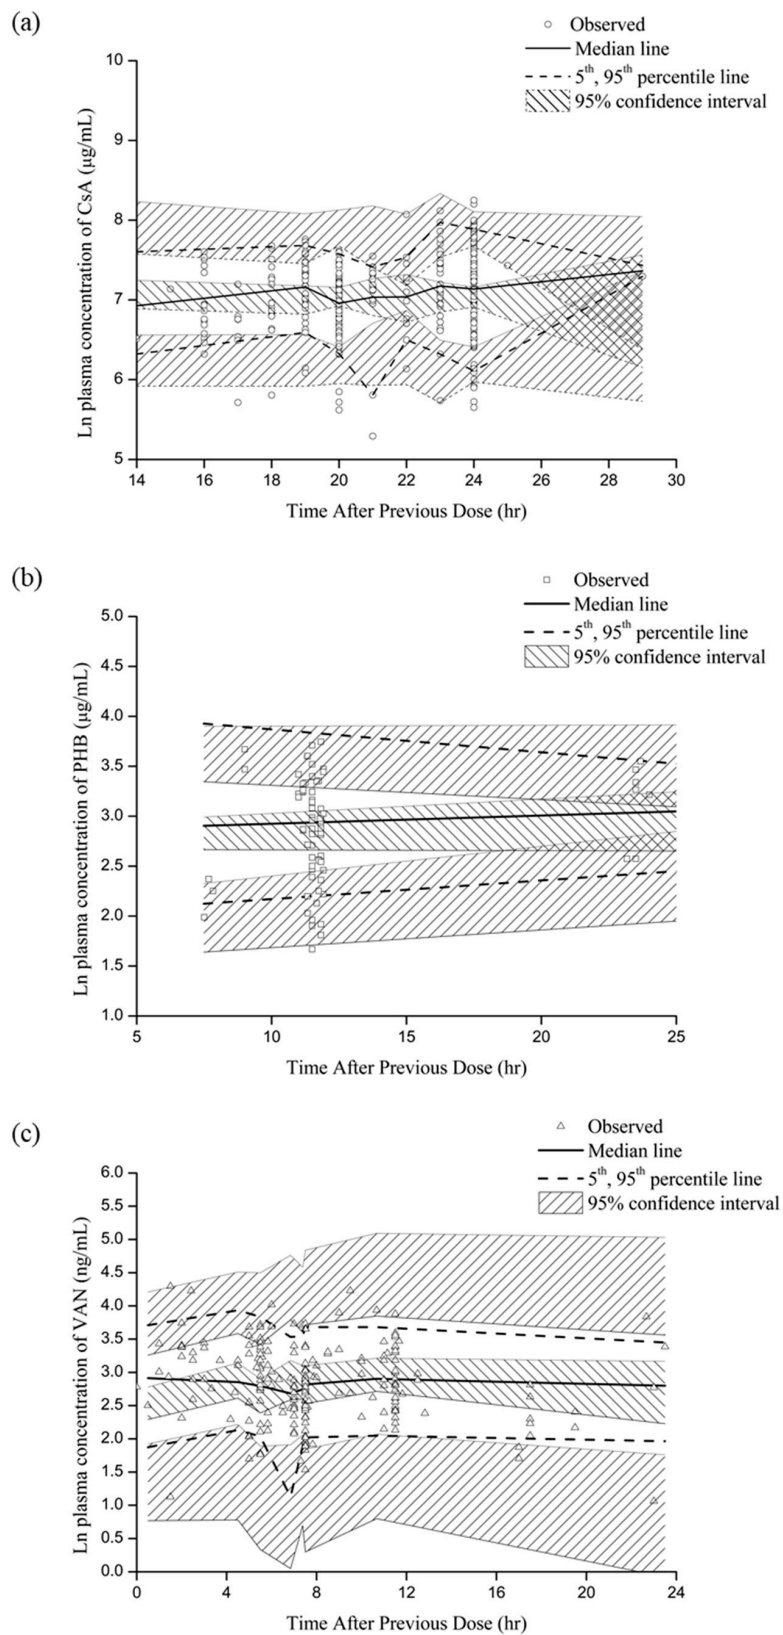 (a)
Observed
Median line
5th, 95th percentile line
95% confidence interval
Ln plasma concentration of CsA (μg/mL)
10
9
8
7
6
5
14 16 18 20 22 24 26 28 30
Time After Previous Dose (hr)
(b)
Observed
Median line
5th, 95th percentile line
95% confidence interval
Ln plasma concentration of PHB (μg/mL)
5.0
4.5
4.0
3.5
3.0
2.5
2.0
1.5
1.0
5 10 15 20 25
Time After Previous Dose (hr)
(c)
Observed
Median line
5th, 95th percentile line
95% confidence interval
Ln plasma concentration of VAN (ng/mL)
6.0
5.5
5.0
4.5
4.0
3.5
3.0
2.5
2.0
1.5
1.0
0.5
0.0
0 4 8 12 16 20 24
Time After Previous Dose (hr)